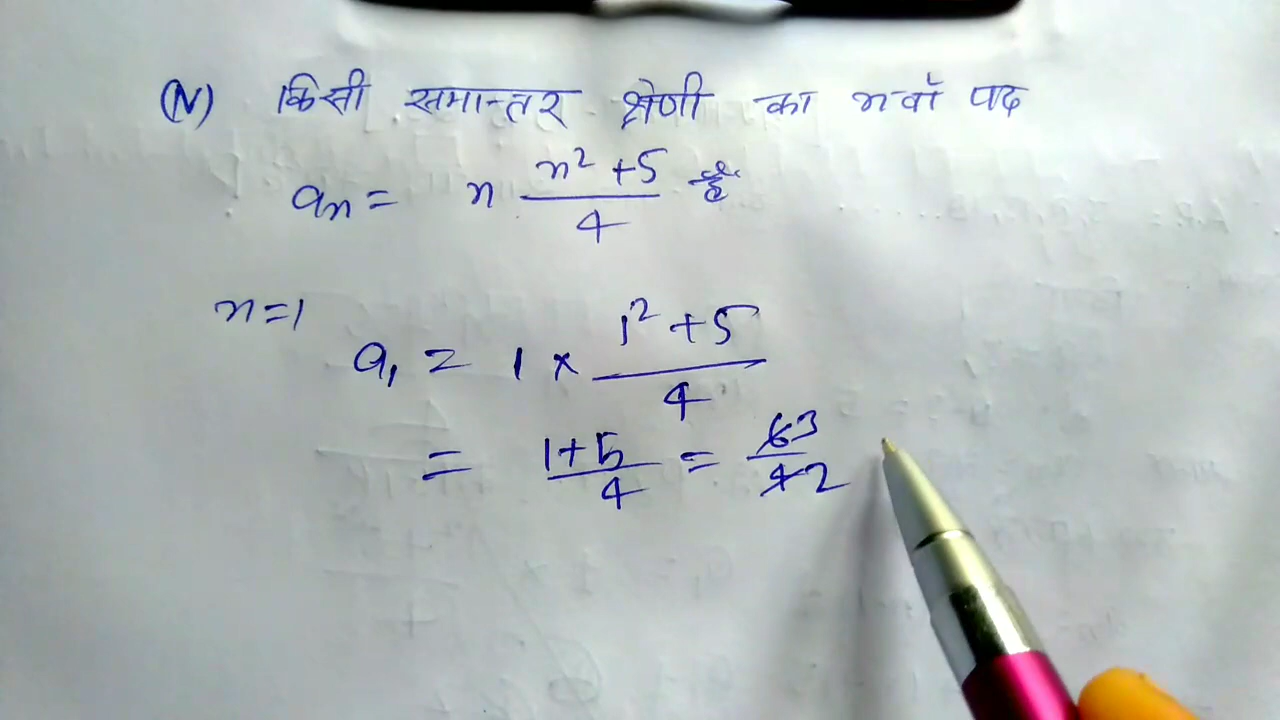 (N) किसी समान्तर श्रेणी का nवाँ पद
aₙ = n (n² + 5)/4 है
n=1
a₁ = 1 × (1² + 5)/4
= (1+5)/4 = 6̶3/4̶2